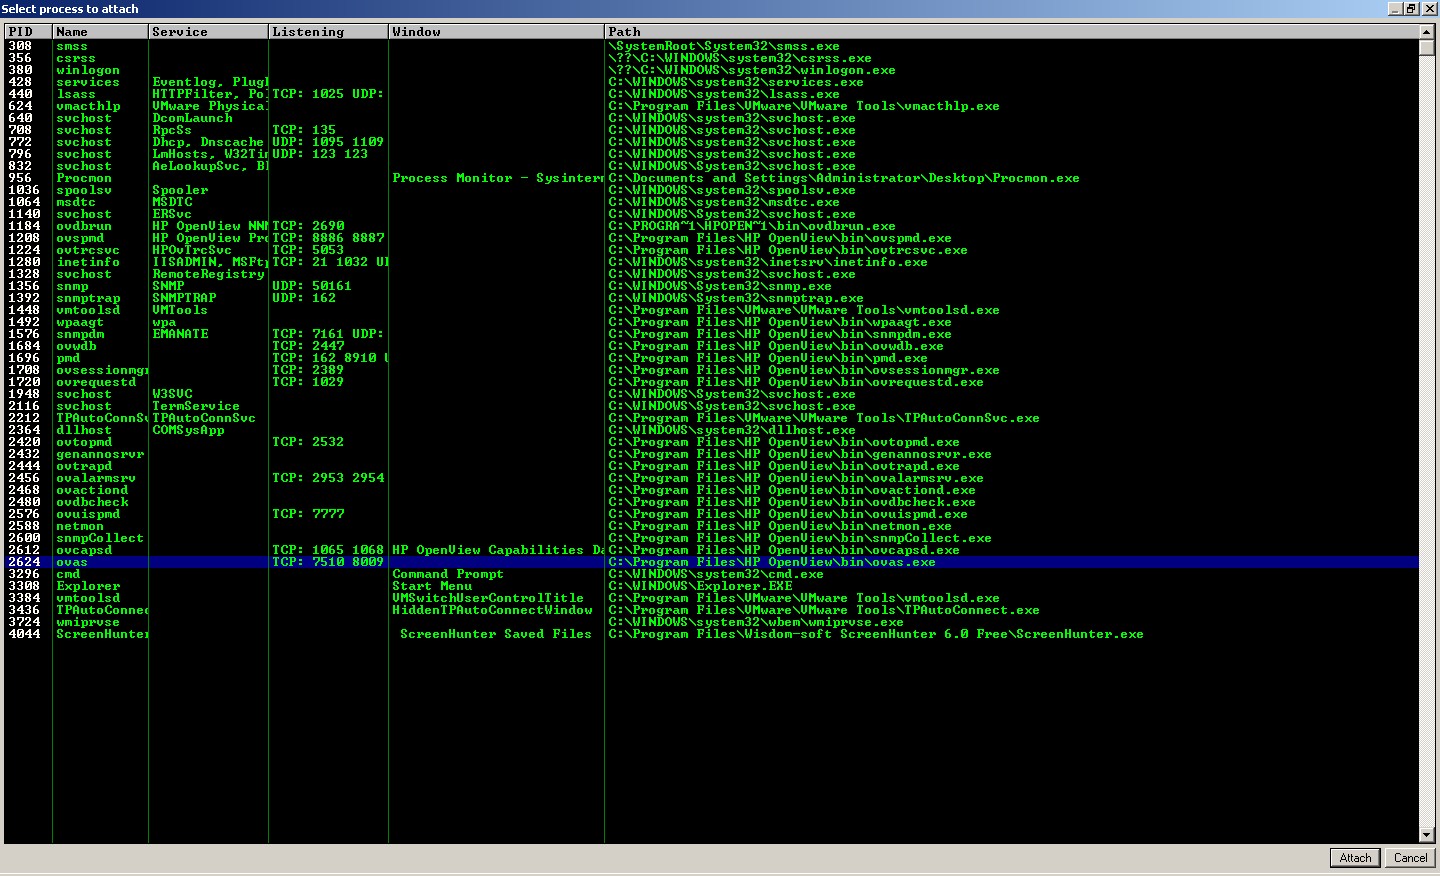 Select process to attach
PID Name Service Listening Window Path
308 smss \SystemRoot\System32\smss.exe
356 csrss \??\C:\WINDOWS\system32\csrss.exe
380 winlogon \??\C:\WINDOWS\system32\winlogon.exe
428 services Eventlog, Plug C:\WINDOWS\system32\services.exe
440 lsass HTTPFilter, Po TCP: 1025 UDP: C:\WINDOWS\system32\lsass.exe
624 vmacthlp VMware Physica C:\Program Files\VMware\VMware Tools\vmacthlp.exe
640 svchost DcomLaunch C:\WINDOWS\system32\svchost.exe
708 svchost RpcSs TCP: 135 C:\WINDOWS\system32\svchost.exe
772 svchost Dhcp, Dnscache UDP: 1095 1109 C:\WINDOWS\system32\svchost.exe
796 svchost LmHosts, W32Tim UDP: 123 123 C:\WINDOWS\system32\svchost.exe
832 svchost AeLookupSvc, B C:\WINDOWS\System32\svchost.exe
956 Procmon Process Monitor - Sysintern C:\Documents and Settings\Administrator\Desktop\Procmon.exe
1036 spoolsv Spooler C:\WINDOWS\system32\spoolsv.exe
1064 msdtc MSDTC C:\WINDOWS\system32\msdtc.exe
1140 svchost ERSvc C:\WINDOWS\System32\svchost.exe
1184 ovdbrun HP OpenView NNM TCP: 2690 C:\PROGRA~1\HPOPEN~1\bin\ovdbrun.exe
1208 ovspmd HP OpenView Pro TCP: 8886 8887 C:\Program Files\HP OpenView\bin\ovspmd.exe
1224 ovtrcsvc HPOvTrcSvc TCP: 5053 C:\Program Files\HP OpenView\bin\ovtrcsvc.exe
1280 inetinfo IISADMIN, MSFtp TCP: 21 1032 U C:\WINDOWS\system32\inetsrv\inetinfo.exe
1328 svchost RemoteRegistry C:\WINDOWS\system32\svchost.exe
1356 snmp SNMP UDP: 50161 C:\WINDOWS\System32\snmp.exe
1392 snmptrap SNMPTRAP UDP: 162 C:\WINDOWS\System32\snmptrap.exe
1448 vmtoolsd VMTools C:\Program Files\VMware\VMware Tools\vmtoolsd.exe
1492 wpaagt wpa C:\Program Files\HP OpenView\bin\wpaagt.exe
1576 snmpdm EMANATE TCP: 7161 UDP: C:\Program Files\HP OpenView\bin\snmpdm.exe
1684 ovwdb TCP: 2447 C:\Program Files\HP OpenView\bin\ovwdb.exe
1696 pmd TCP: 162 8910 U C:\Program Files\HP OpenView\bin\pmd.exe
1708 ovsessionmgr TCP: 2389 C:\Program Files\HP OpenView\bin\ovsessionmgr.exe
1720 ovrequestd TCP: 1029 C:\Program Files\HP OpenView\bin\ovrequestd.exe
1948 svchost W3SVC C:\WINDOWS\System32\svchost.exe
2116 svchost TermService C:\WINDOWS\System32\svchost.exe
2212 TPAutoConnSv TPAutoConnSvc C:\Program Files\VMware\VMware Tools\TPAutoConnSvc.exe
2364 dllhost COMSysApp C:\WINDOWS\system32\dllhost.exe
2420 ovtopmd TCP: 2532 C:\Program Files\HP OpenView\bin\ovtopmd.exe
2432 genannosrvr C:\Program Files\HP OpenView\bin\genannosrvr.exe
2444 ovtrapd C:\Program Files\HP OpenView\bin\ovtrapd.exe
2456 ovalarmsrv TCP: 2953 2954 C:\Program Files\HP OpenView\bin\ovalarmsrv.exe
2468 ovactiond C:\Program Files\HP OpenView\bin\ovactiond.exe
2480 ovdbcheck C:\Program Files\HP OpenView\bin\ovdbcheck.exe
2576 ovuispmd TCP: 7777 C:\Program Files\HP OpenView\bin\ovuispmd.exe
2588 netmon C:\Program Files\HP OpenView\bin\netmon.exe
2600 snmpCollect C:\Program Files\HP OpenView\bin\snmpCollect.exe
2612 ovcapsd TCP: 1065 1068 HP OpenView Capabilities Da C:\Program Files\HP OpenView\bin\ovcapsd.exe
2624 ovas TCP: 7510 8009 C:\Program Files\HP OpenView\bin\ovas.exe
3296 cmd Command Prompt C:\WINDOWS\system32\cmd.exe
3308 Explorer Start Menu C:\WINDOWS\Explorer.EXE
3384 vmtoolsd VMSwitchUserControlTitle C:\Program Files\VMware\VMware Tools\vmtoolsd.exe
3436 TPAutoConnec HiddenTPAutoConnectWindow C:\Program Files\VMware\VMware Tools\TPAutoConnect.exe
3724 wmiprvse C:\WINDOWS\system32\wbem\wmiprvse.exe
4044 ScreenHunter ScreenHunter Saved Files C:\Program Files\Wisdom-soft ScreenHunter 6.0 Free\ScreenHunter.exe
Attach Cancel